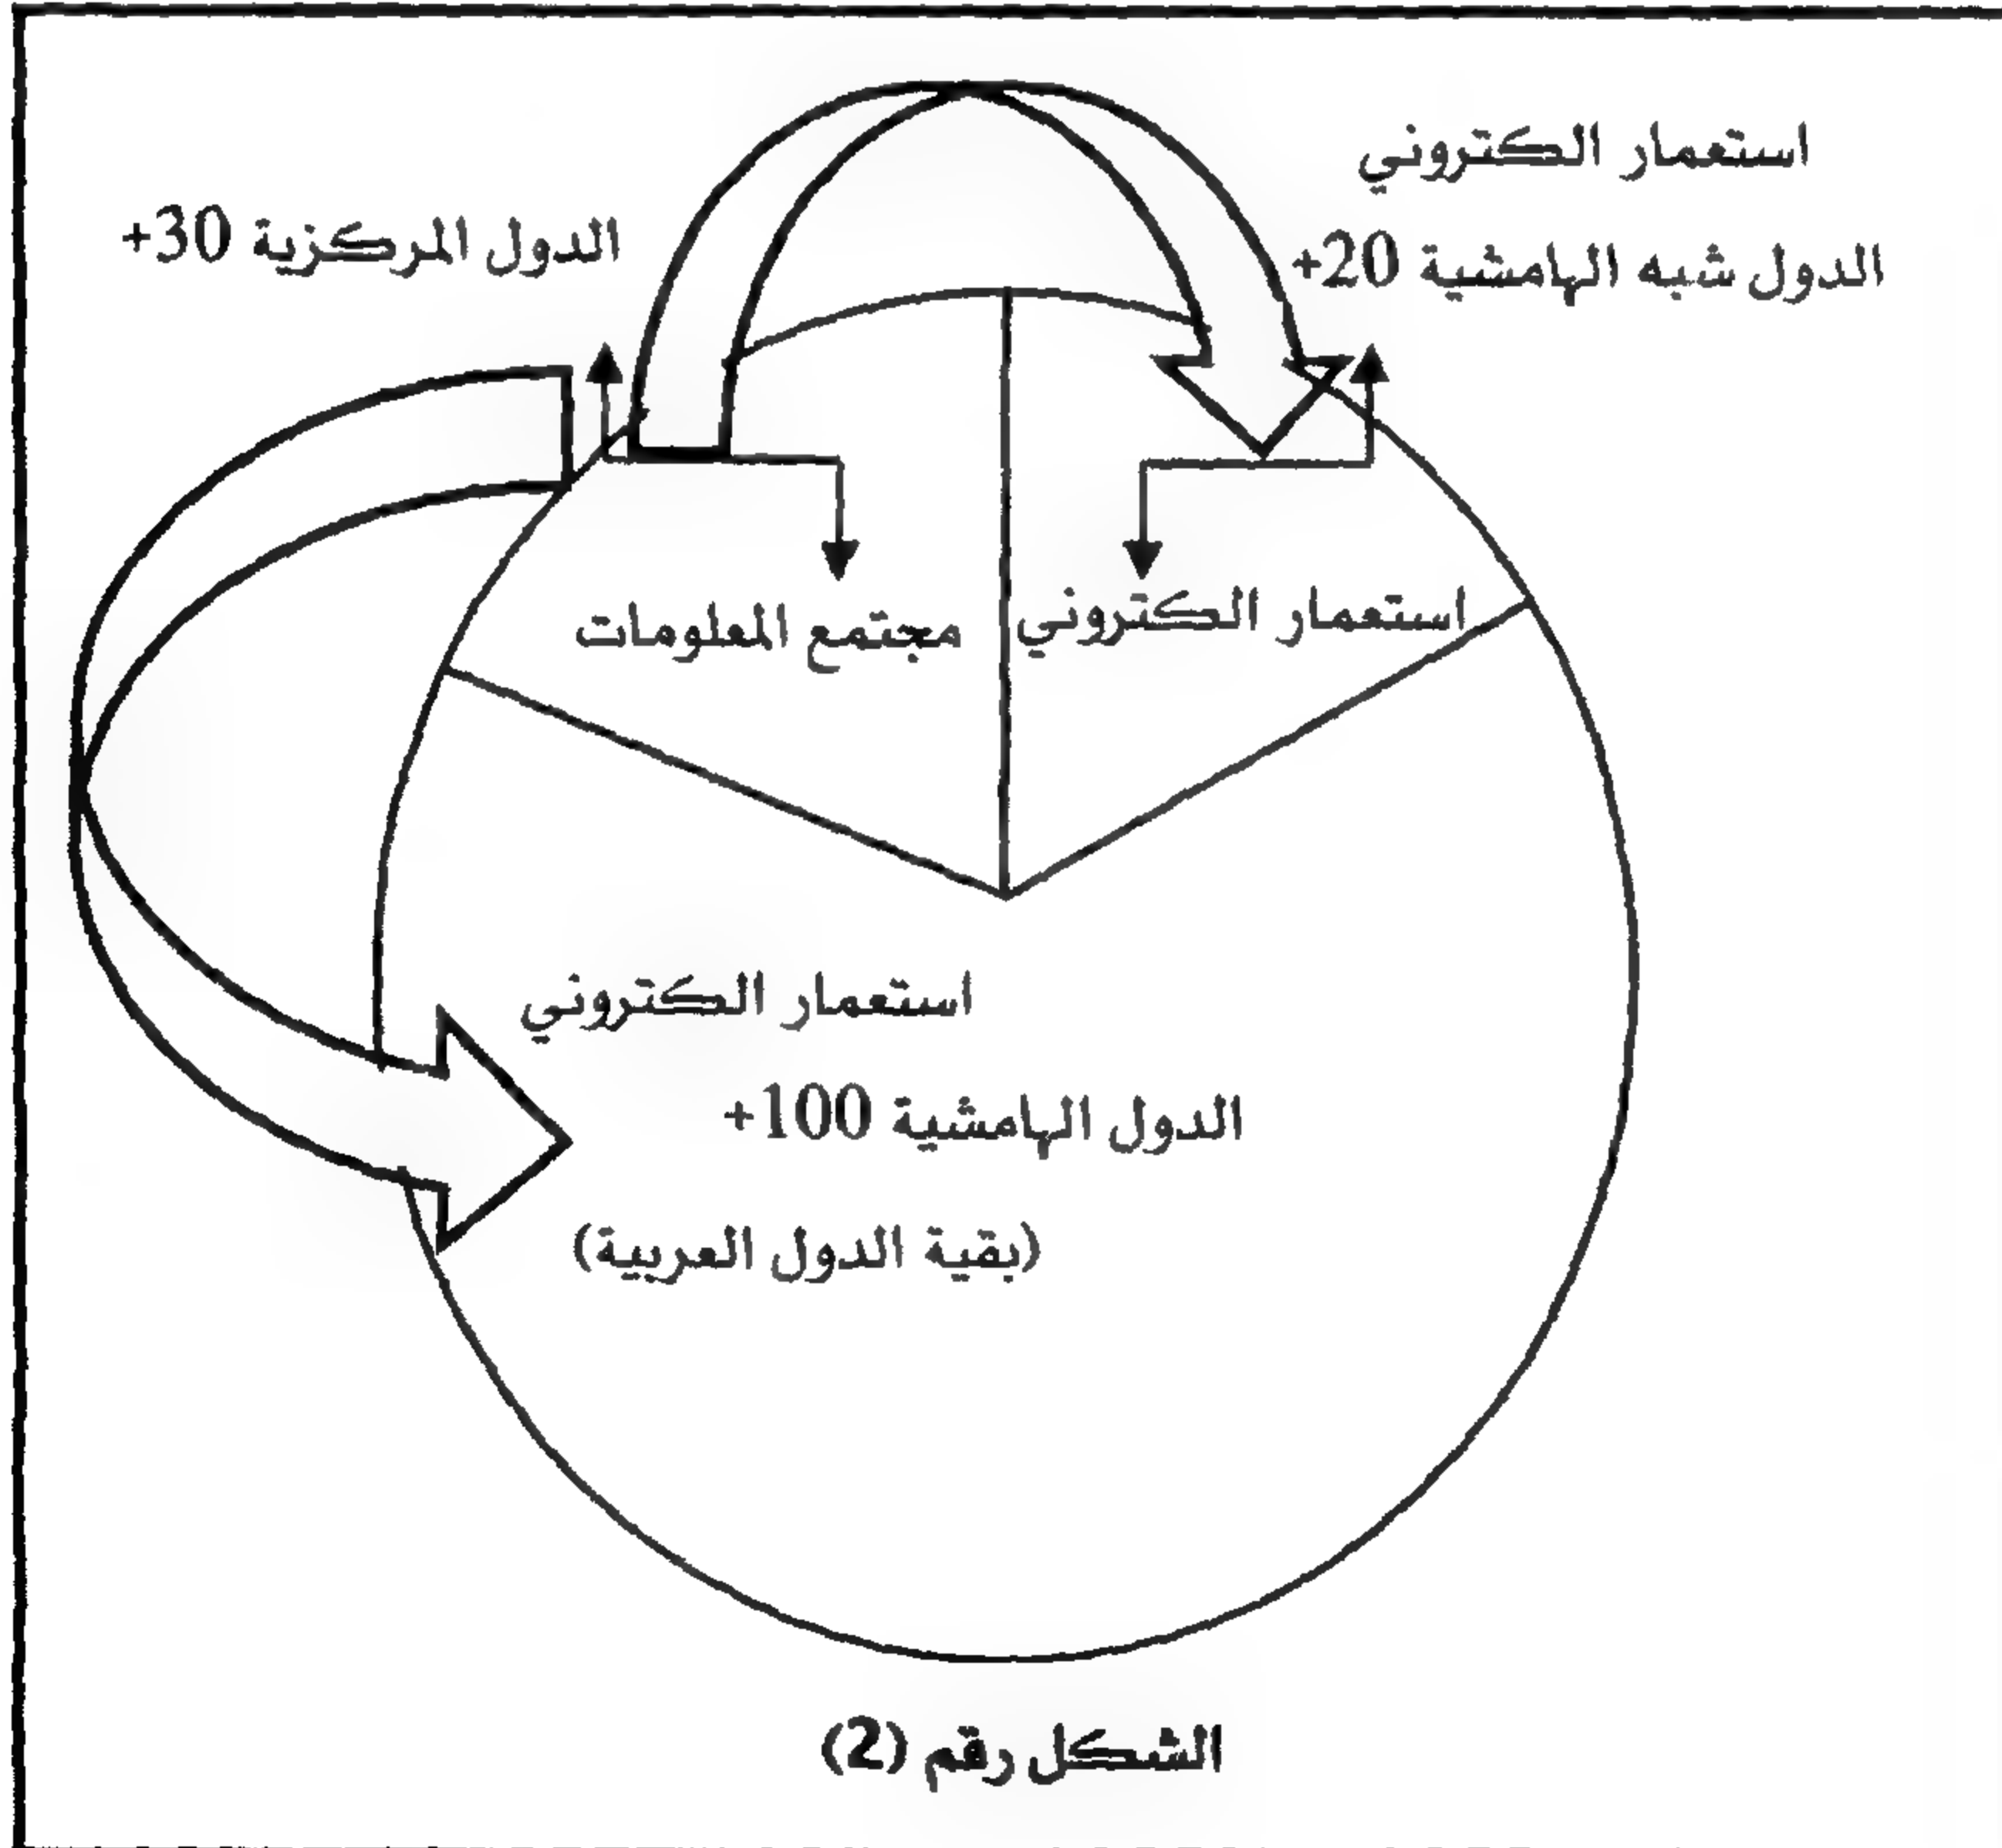 استعمار الكتروني
الدول شبه الهامشية 20+
الدول المركزية 30+
استعمار الكتروني
مجتمع المعلومات
استعمار الكتروني
الدول الهامشية 100+
(بقية الدول العربية)
الشكل رقم (2)